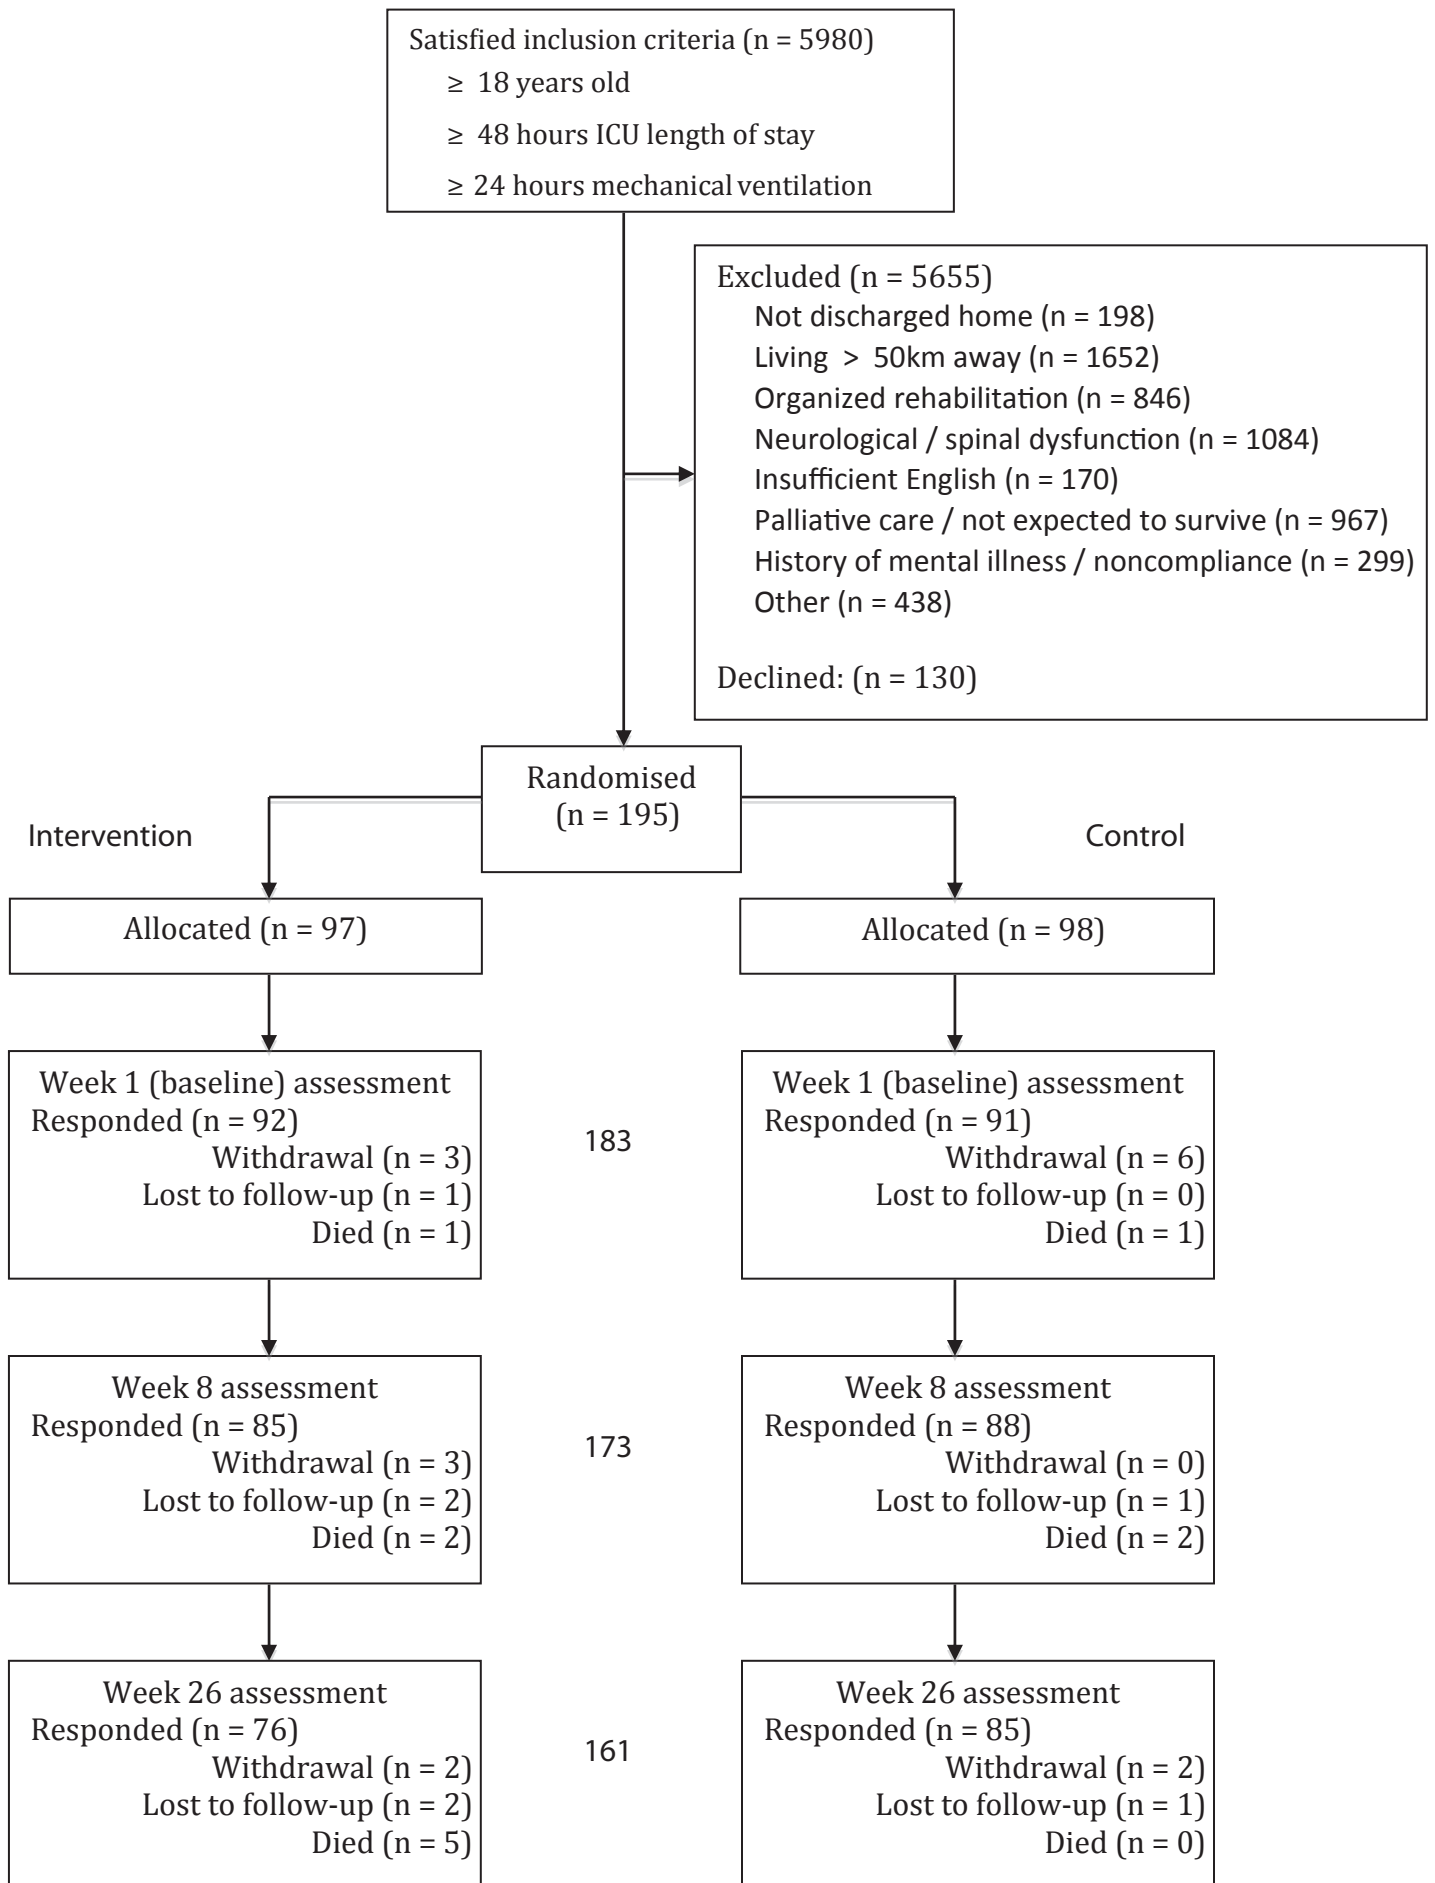 Satisfied inclusion criteria (n = 5980)
≥ 18 years old
≥ 48 hours ICU length of stay
≥ 24 hours mechanical ventilation
Excluded (n = 5655)
Not discharged home (n = 198)
Living > 50km away (n = 1652)
Organized rehabilitation (n = 846)
Neurological / spinal dysfunction (n = 1084)
Insufficient English (n = 170)
Palliative care / not expected to survive (n = 967)
History of mental illness / noncompliance (n = 299)
Other (n = 438)
Declined: (n = 130)
Randomised
(n = 195)
Intervention
Control
Allocated (n = 97)
Allocated (n = 98)
Week 1 (baseline) assessment
Responded (n = 92)
Withdrawal (n = 3)
Lost to follow-up (n = 1)
Died (n = 1)
183
Week 1 (baseline) assessment
Responded (n = 91)
Withdrawal (n = 6)
Lost to follow-up (n = 0)
Died (n = 1)
Week 8 assessment
Responded (n = 85)
Withdrawal (n = 3)
Lost to follow-up (n = 2)
Died (n = 2)
173
Week 8 assessment
Responded (n = 88)
Withdrawal (n = 0)
Lost to follow-up (n = 1)
Died (n = 2)
Week 26 assessment
Responded (n = 76)
Withdrawal (n = 2)
Lost to follow-up (n = 2)
Died (n = 5)
161
Week 26 assessment
Responded (n = 85)
Withdrawal (n = 2)
Lost to follow-up (n = 1)
Died (n = 0)